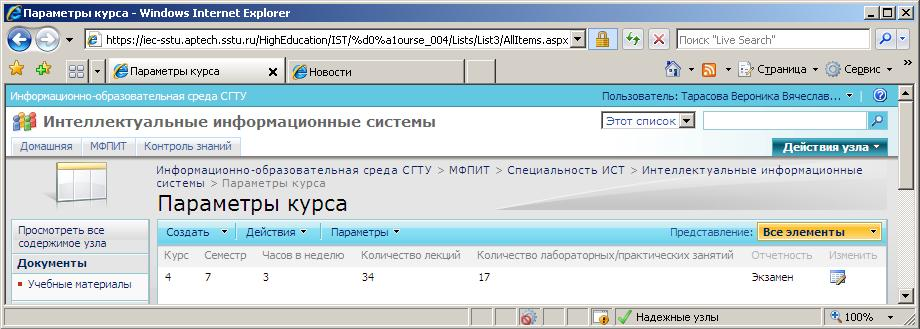 Параметры курса - Windows Internet Explorer
https://iec-sstu.aptech.sstu.ru/HighEducation/IST/%d0%a1ourse_004/Lists/List3/AllItems.aspx
Поиск "Live Search"
Параметры курса
Новости
Страница
Сервис
Информационно-образовательная среда СГТУ
Пользователь: Тарасова Вероника Вячеслав...
Интеллектуальные информационные системы
Этот список
Домашняя
МФПИТ
Контроль знаний
Действия узла
Информационно-образовательная среда СГТУ > МФПИТ > Специальность ИСТ > Интеллектуальные информационные
системы > Параметры курса
Параметры курса
Просмотреть все
содержимое узла
Документы
Учебные материалы
Создать
Действия
Параметры
Представление:
Все элементы
Курс Семестр Часов в неделю Количество лекций Количество лабораторных/практических занятий Отчетность Изменить
4 7 3 34 17 Экзамен
Надежные узлы
100%